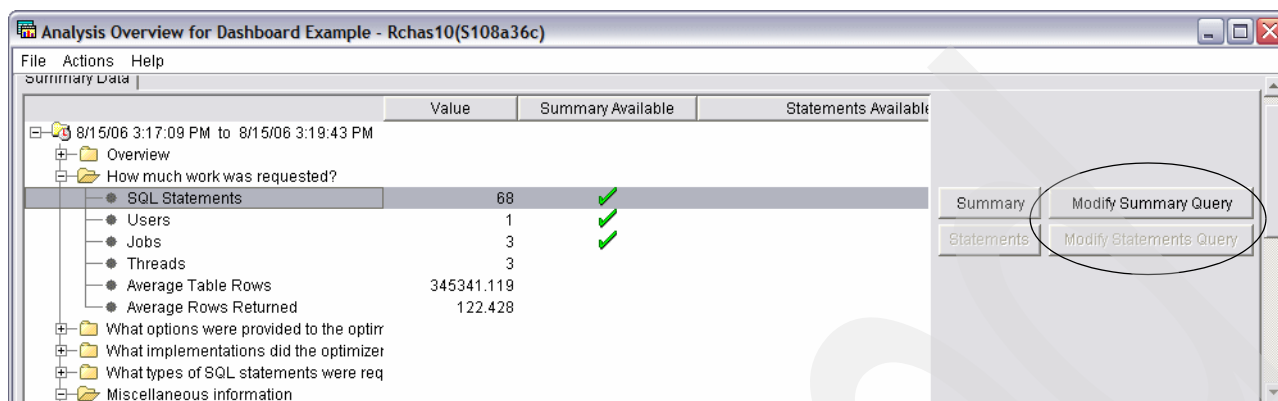 Analysis Overview for Dashboard Example - Rchas10(S108a36c)
File Actions Help
Summary Data
Value Summary Available Statements Available
8/15/06 3:17:09 PM to 8/15/06 3:19:43 PM
Overview
How much work was requested?
SQL Statements 68
Users 1
Jobs 3
Threads 3
Average Table Rows 345341.119
Average Rows Returned 122.428
What options were provided to the optim
What implementations did the optimizer
What types of SQL statements were req
Miscellaneous information
Summary Modify Summary Query
Statements Modify Statements Query